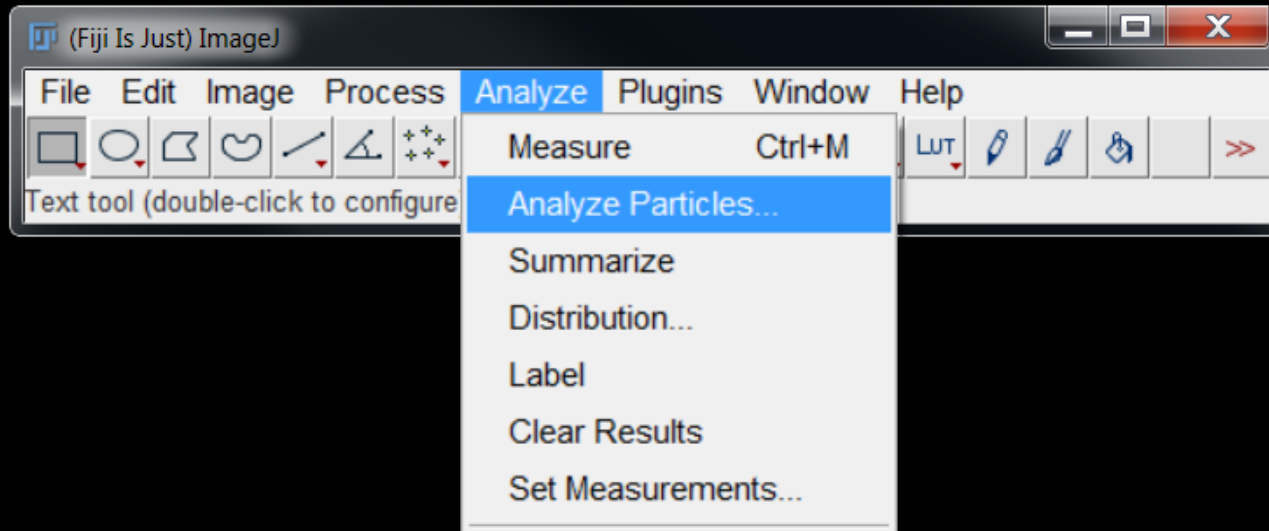 (Fiji Is Just) ImageJ
File Edit Image Process Analyze Plugins Window Help
LUT
Text tool (double-click to configure
Measure Ctrl+M
Analyze Particles...
Summarize
Distribution...
Label
Clear Results
Set Measurements...